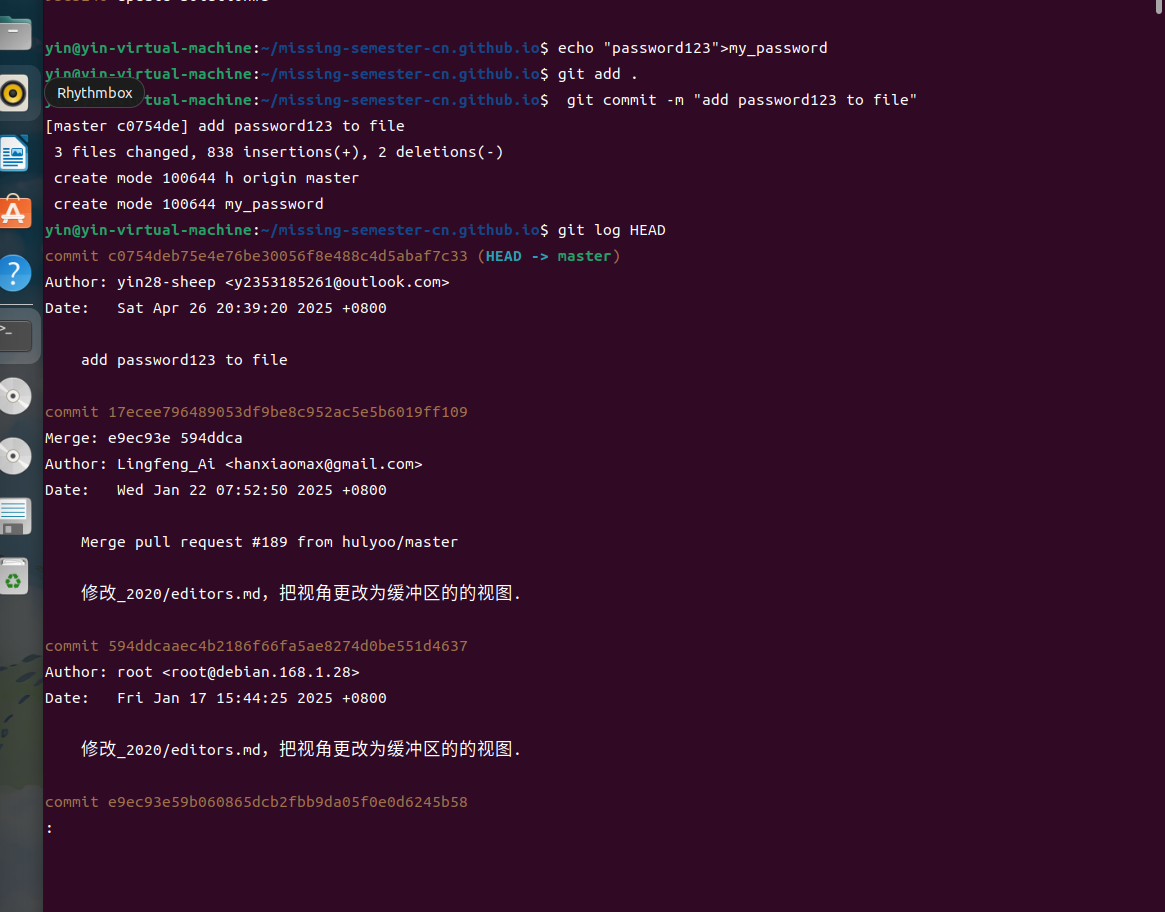 yin@yin-virtual-machine:~/missing-semester-cn.github.io$ echo "password123">my_password
yin@yin-virtual-machine:~/missing-semester-cn.github.io$ git add .
Rhythmbox
tual-machine:~/missing-semester-cn.github.io$  git commit -m "add password123 to file"
[master c0754de] add password123 to file
 3 files changed, 838 insertions(+), 2 deletions(-)
 create mode 100644 h origin master
 create mode 100644 my_password
yin@yin-virtual-machine:~/missing-semester-cn.github.io$ git log HEAD
commit c0754deb75e4e76be30056f8e488c4d5abaf7c33 (HEAD -> master)
Author: yin28-sheep <y2353185261@outlook.com>
Date:   Sat Apr 26 20:39:20 2025 +0800
    add password123 to file
commit 17ecee796489053df9be8c952ac5e5b6019ff109
Merge: e9ec93e 594ddca
Author: Lingfeng_Ai <hanxiaomax@gmail.com>
Date:   Wed Jan 22 07:52:50 2025 +0800
    Merge pull request #189 from hulyoo/master
    修改_2020/editors.md，把视角更改为缓冲区的的视图.
commit 594ddcaaec4b2186f66fa5ae8274d0be551d4637
Author: root <root@debian.168.1.28>
Date:   Fri Jan 17 15:44:25 2025 +0800
    修改_2020/editors.md，把视角更改为缓冲区的的视图.
commit e9ec93e59b060865dcb2fbb9da05f0e0d6245b58
: